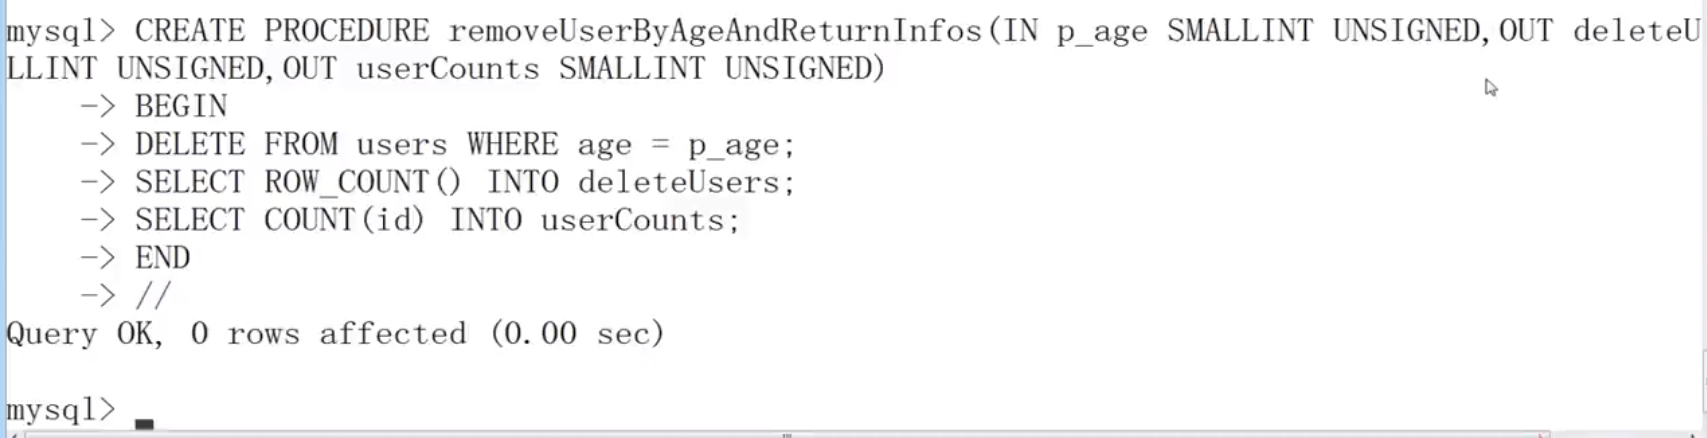 mysql> CREATE PROCEDURE removeUserByAgeAndReturnInfos(IN p_age SMALLINT UNSIGNED,OUT deleteU
LLINT UNSIGNED,OUT userCounts SMALLINT UNSIGNED)
    -> BEGIN
    -> DELETE FROM users WHERE age = p_age;
    -> SELECT ROW_COUNT() INTO deleteUsers;
    -> SELECT COUNT(id) INTO userCounts;
    -> END
    -> //
Query OK, 0 rows affected (0.00 sec)
mysql>